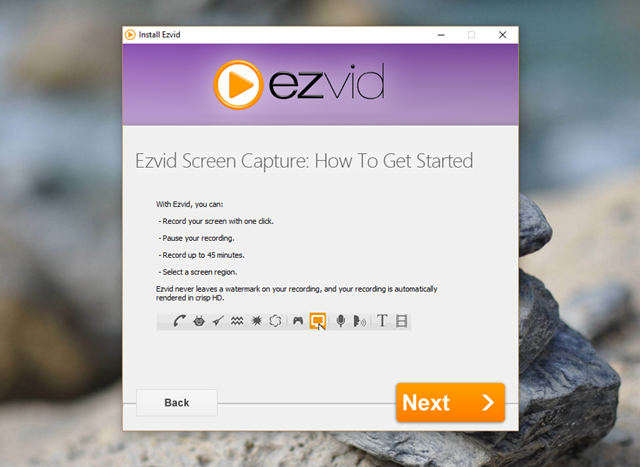 Install Ezvid
ezvid
Ezvid Screen Capture: How To Get Started
With Ezvid, you can:
- Record your screen with one click.
- Pause your recording.
- Record up to 45 minutes.
- Select a screen region.
Ezvid never leaves a watermark on your recording, and your recording is automatically
rendered in crisp HD.
T
Back
Next